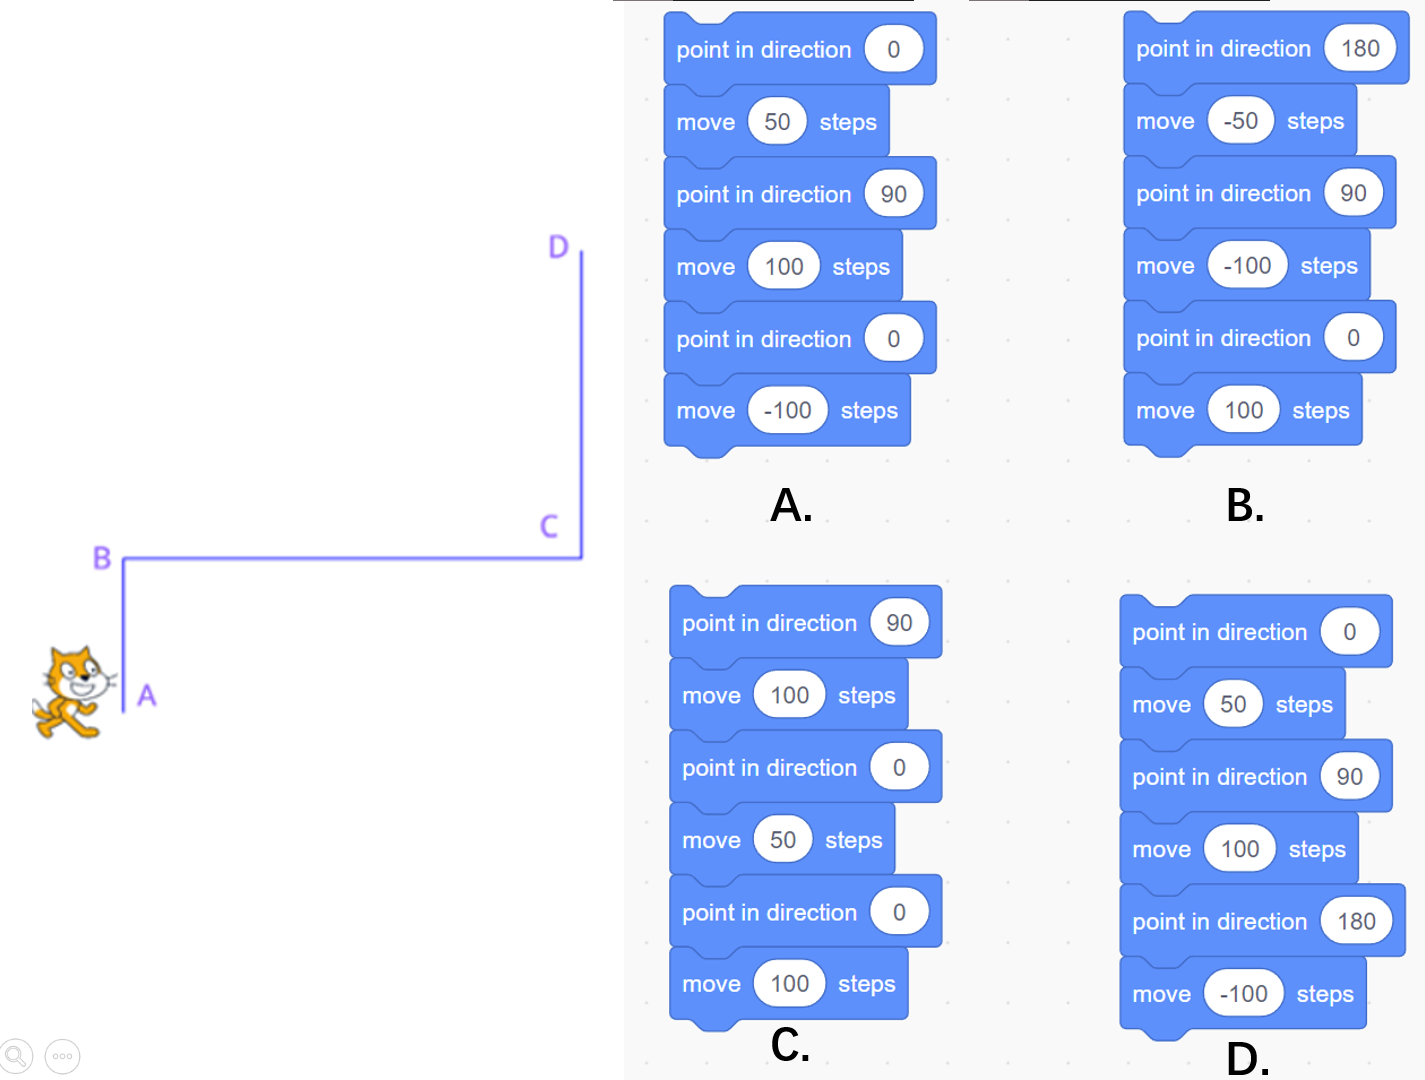 D
C
B
A
point in direction 0
move 50 steps
point in direction 90
move 100 steps
point in direction 0
move -100 steps
A.
point in direction 180
move -50 steps
point in direction 90
move -100 steps
point in direction 0
move 100 steps
B.
point in direction 90
move 100 steps
point in direction 0
move 50 steps
point in direction 0
move 100 steps
C.
point in direction 0
move 50 steps
point in direction 90
move 100 steps
point in direction 180
move -100 steps
D.